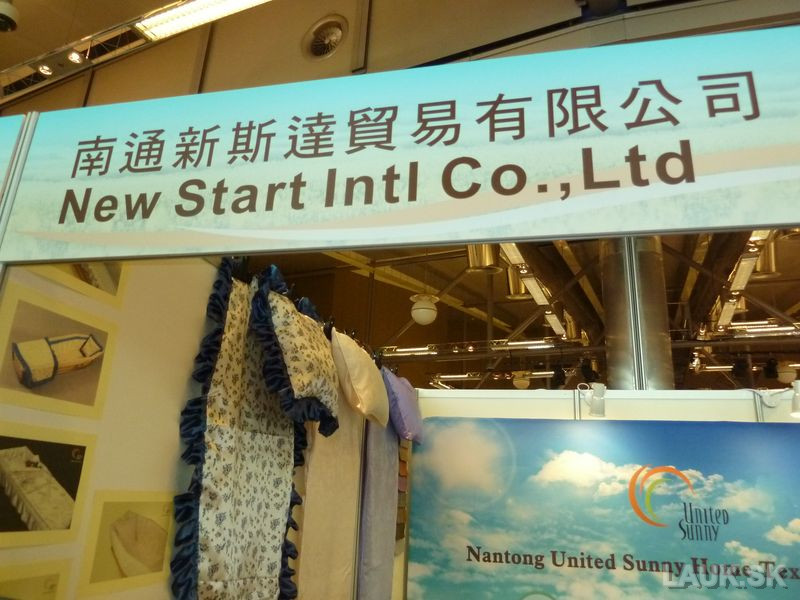 南通新斯達貿易有限公司
New Start Intl Co.,Ltd
United
Sunny
Nantong United Sunny Home Tex
LAUK.SK